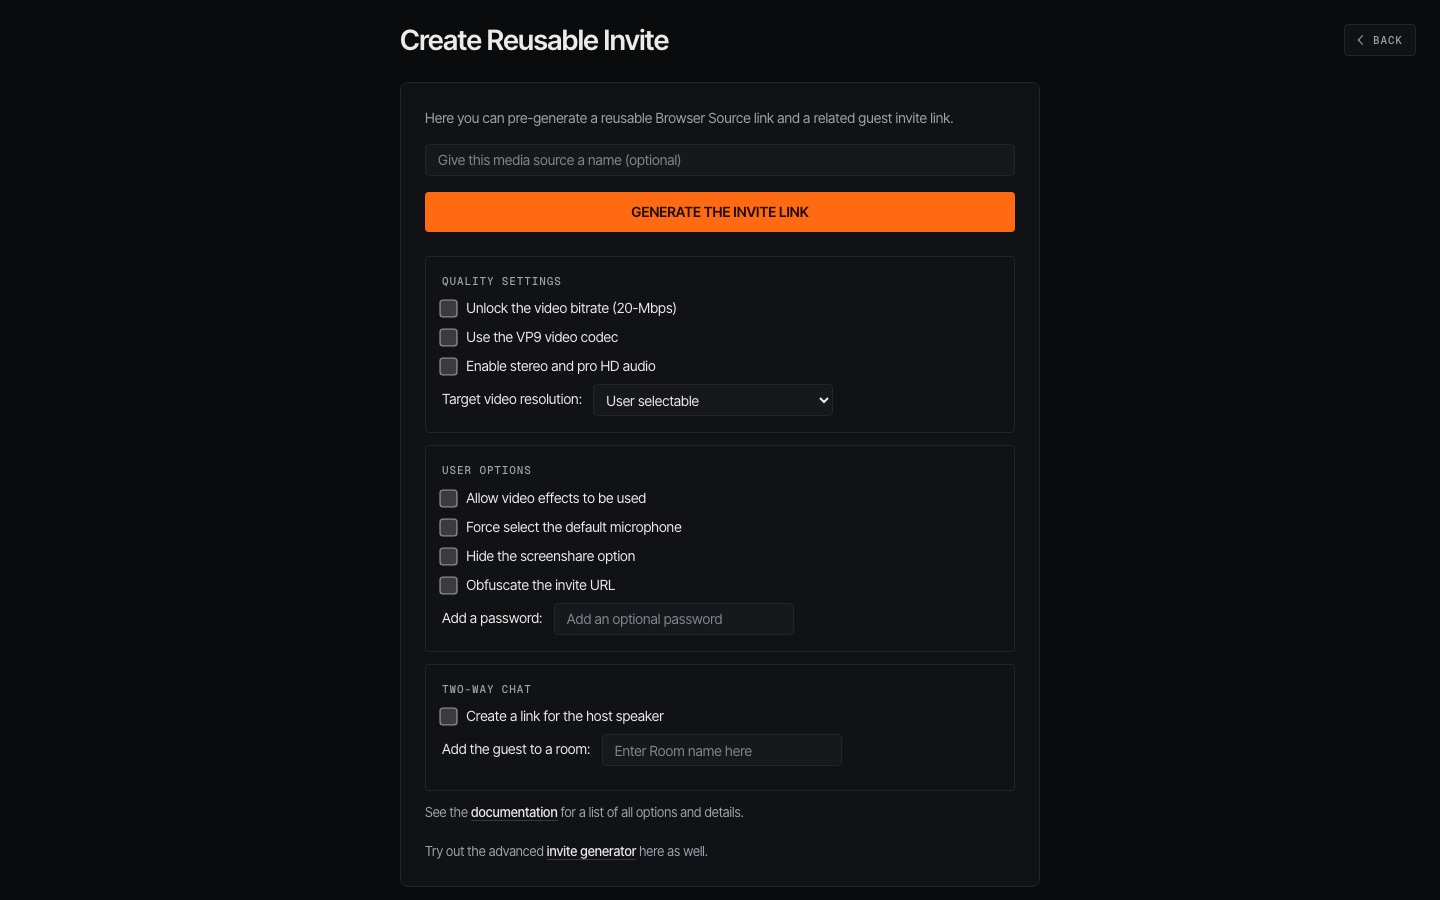 Create Reusable Invite
BACK
Here you can pre-generate a reusable Browser Source link and a related guest invite link.
Give this media source a name (optional)
GENERATE THE INVITE LINK
QUALITY SETTINGS
Unlock the video bitrate (20-Mbps)
Use the VP9 video codec
Enable stereo and pro HD audio
Target video resolution: User selectable
USER OPTIONS
Allow video effects to be used
Force select the default microphone
Hide the screenshare option
Obfuscate the invite URL
Add a password: Add an optional password
TWO-WAY CHAT
Create a link for the host speaker
Add the guest to a room: Enter Room name here
See the documentation for a list of all options and details.
Try out the advanced invite generator here as well.